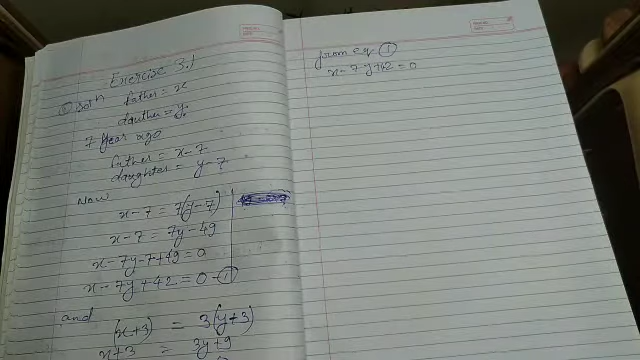 Exercise 3.1
① Soln father = x
dauther = y
7 year ago
father = x-7
daughter = y-7
Now
x-7 = 7(y-7)
x-7 = 7y-49
x-7y-7+49=0
x-7y+42=0-①
and
(x+3) = 3(y+3)
x+3 = 3y+9
from eq ①
x-7y+42=0